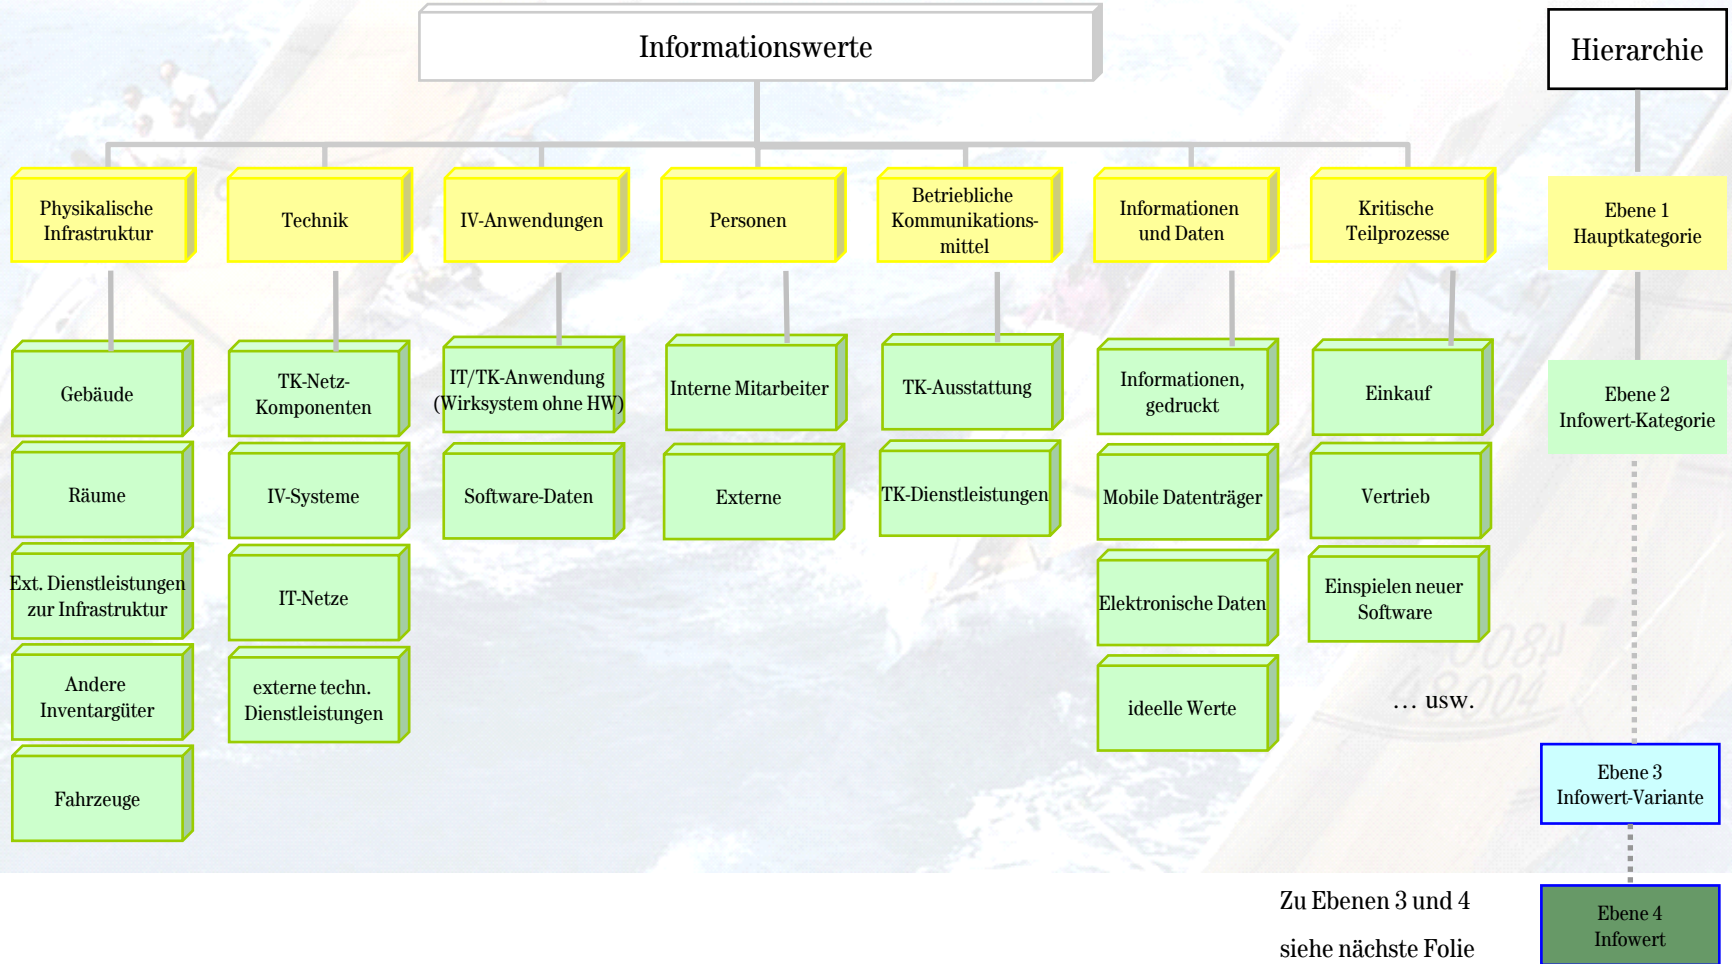 Informationswerte
Hierarchie
Physikalische
Infrastruktur
Technik
IV-Anwendungen
Personen
Betriebliche
Kommunikations-
mittel
Informationen
und Daten
Kritische
Teilprozesse
Ebene 1
Hauptkategorie
Gebäude
TK-Netz-
Komponenten
IT/TK-Anwendung
(Wirksystem ohne HW)
Interne Mitarbeiter
TK-Ausstattung
Informationen,
gedruckt
Einkauf
Ebene 2
Infowert-Kategorie
Räume
IV-Systeme
Software-Daten
Externe
TK-Dienstleistungen
Mobile Datenträger
Vertrieb
Ext. Dienstleistungen
zur Infrastruktur
IT-Netze
Elektronische Daten
Einspielen neuer
Software
Andere
Inventargüter
externe techn.
Dienstleistungen
ideelle Werte
... usw.
48004
Fahrzeuge
Ebene 3
Infowert-Variante
Zu Ebenen 3 und 4
siehe nächste Folie
Ebene 4
Infowert